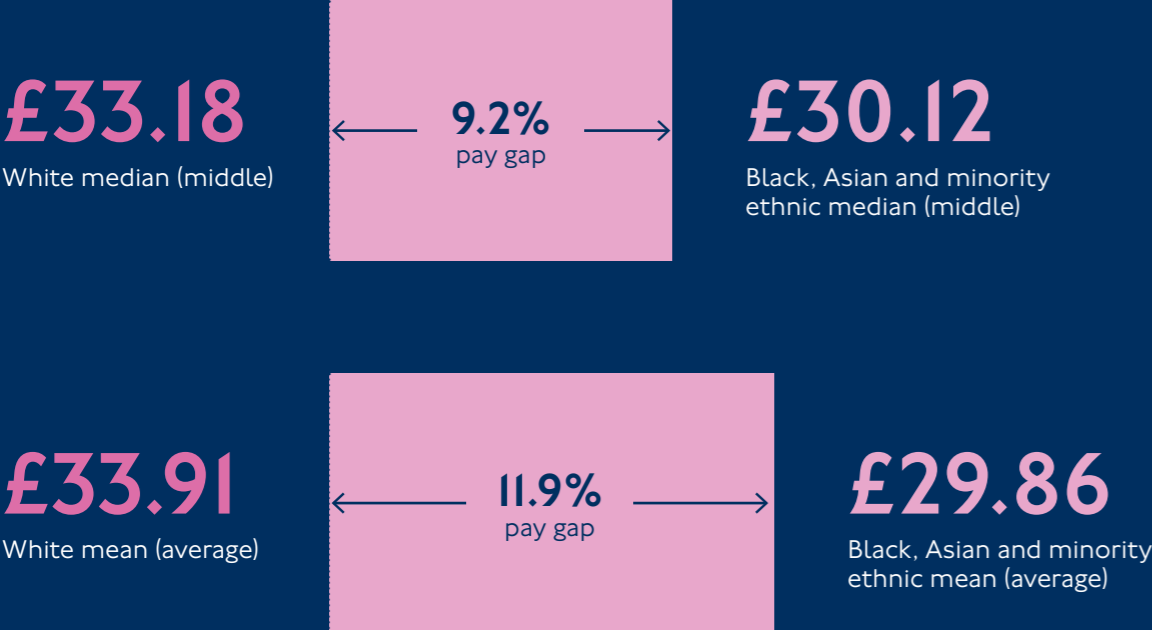 £33.18
White median (middle)
9.2%
pay gap
£30.12
Black, Asian and minority
ethnic median (middle)
£33.91
White mean (average)
11.9%
pay gap
£29.86
Black, Asian and minority
ethnic mean (average)